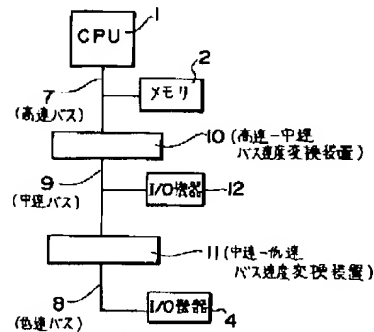 1
CPU
2
メモリ
7
(高速バス)
10 (高速-中速
バス速度変換装置)
9
(中速バス)
I/O機器
12
11 (中速-低速
バス速度変換装置)
8
(低速バス)
I/O機器
4